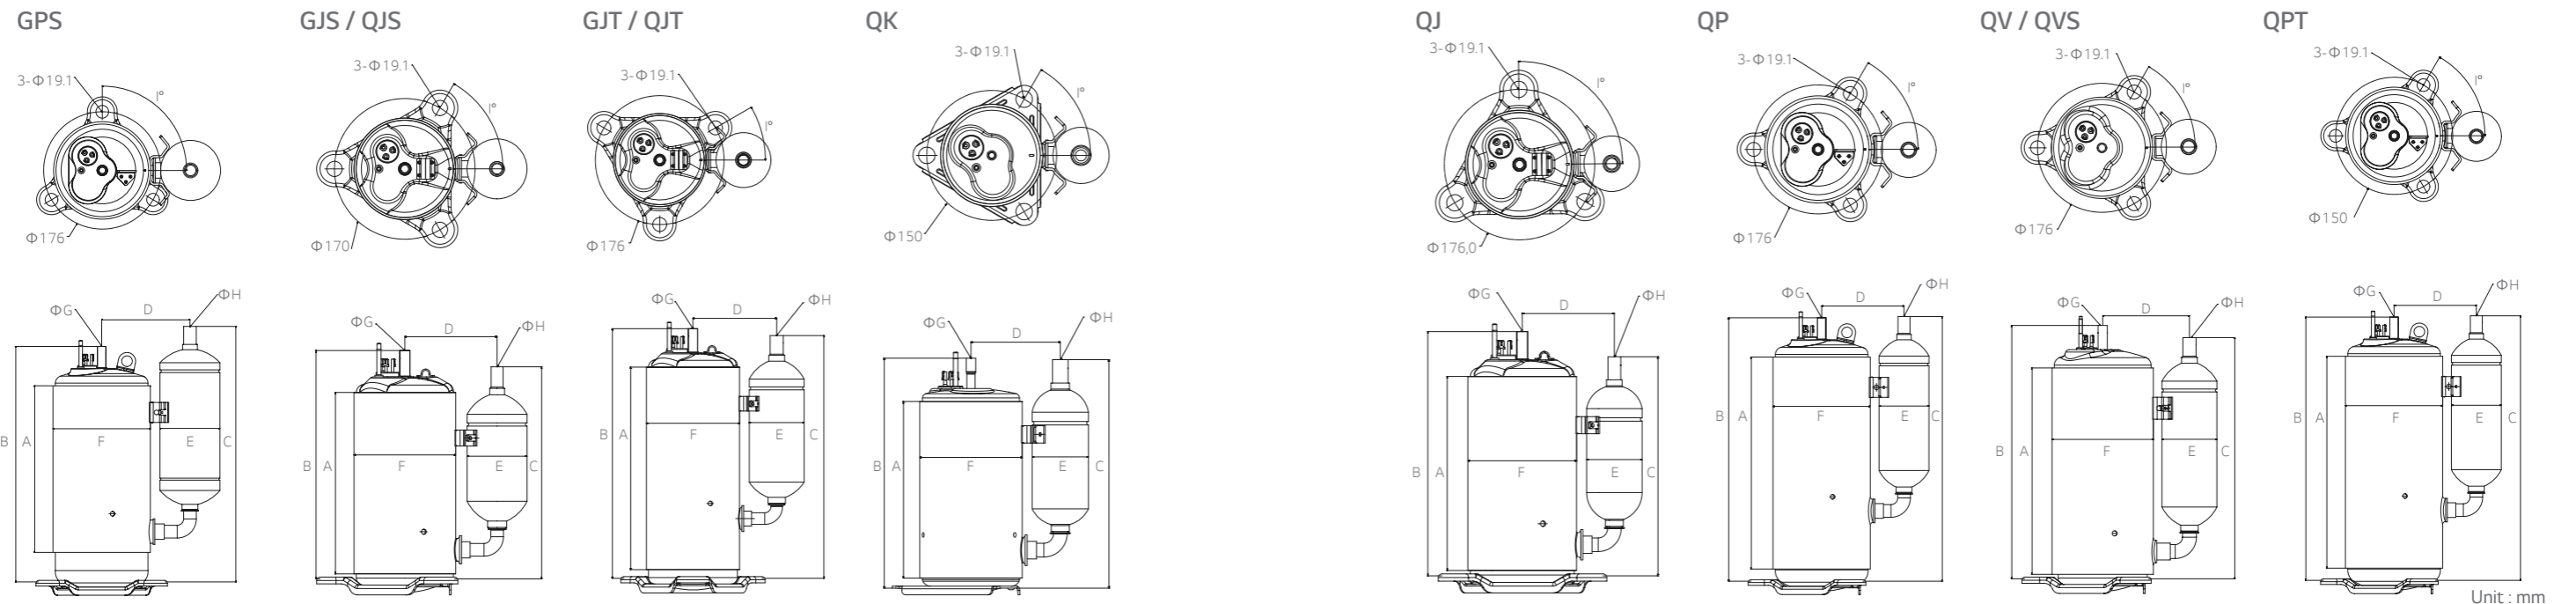 GPS
GJS / QJS
GJT / QJT
QK
QJ
QP
QV / QVS
QPT
3-Φ19.1
I°
Φ176
3-Φ19.1
I°
Φ170
3-Φ19.1
I°
Φ176
3-Φ19.1
I°
Φ150
3-Φ19.1
I°
Φ176,0
3-Φ19.1
I°
Φ176
3-Φ19.1
I°
Φ176
3-Φ19.1
I°
Φ150
ΦG D ΦH
B A F E C
ΦG D ΦH
B A F E C
ΦG D ΦH
B A F E C
ΦG D ΦH
B A F E C
ΦG D ΦH
B A F E C
ΦG D ΦH
B A F E C
ΦG D ΦH
B A F E C
ΦG D ΦH
B A F E C
Unit : mm